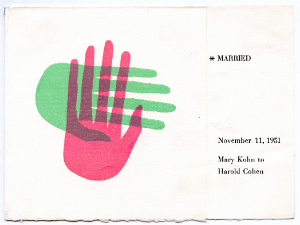 * MARRIED
November 11, 1951
Mary Kohn to
Harold Cohen